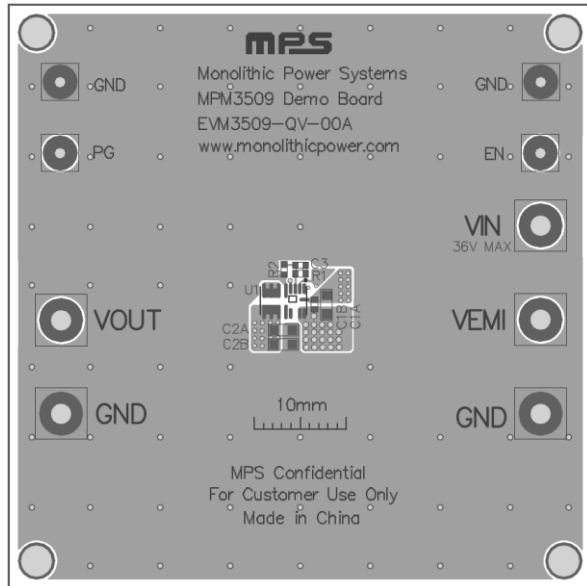 mps
Monolithic Power Systems
MPM3509 Demo Board
EVM3509-QV-00A
www.monolithicpower.com
GND
GND
PG
EN
VIN
36V MAX
R2
C3
R1
U1
C1B
C1A
C2A
C2B
VOUT
VEMI
GND
GND
10mm
MPS Confidential
For Customer Use Only
Made in China